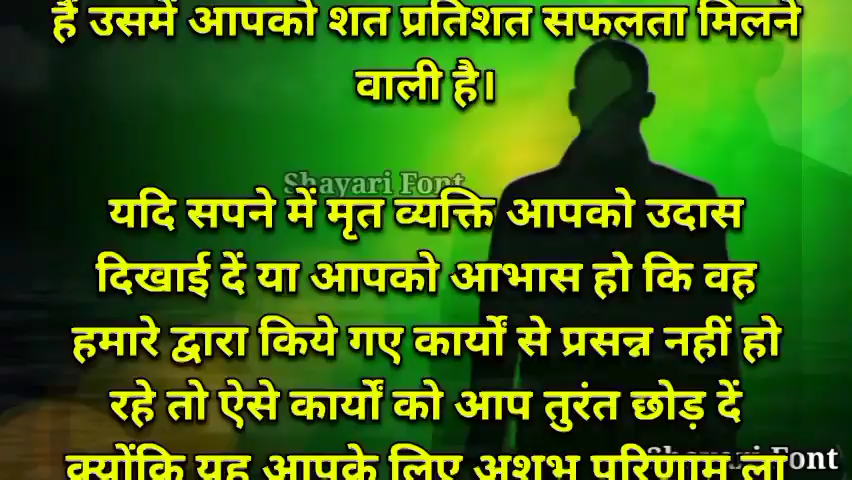 हैं उसमें आपको शत प्रतिशत सफलता मिलने
वाली है।
Shayari Font
यदि सपने में मृत व्यक्ति आपको उदास
दिखाई दें या आपको आभास हो कि वह
हमारे द्वारा किये गए कार्यों से प्रसन्न नहीं हो
रहे तो ऐसे कार्यों को आप तुरंत छोड़ दें
Shayari Font
क्योंकि यह आपके लिए अशुभ परिणाम ला